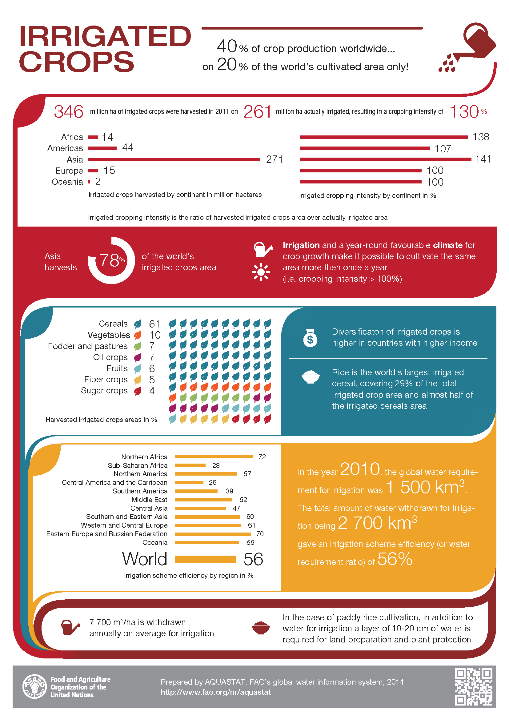 IRRIGATED
CROPS
40% of crop production worldwide...
on 20% of the world's cultivated area only!
346 million ha of irrigated crops were harvested in 2011 on 261 million ha actually irrigated, resulting in a cropping intensity of 130%
Africa 14
Americas 44
Asia 271
Europe 15
Oceania 2
Irrigated crops harvested by continent in million hectares
138
107
141
100
100
Irrigated cropping intensity by continent in %
Irrigated cropping intensity is the ratio of harvested irrigated crops area over actually irrigated area
Asia
harvests
78%
of the world's
irrigated crops area
Irrigation and a year-round favourable climate for
crop growth make it possible to cultivate the same
area more then once a year
(i.e. cropping intensity > 100%)
Cereals 61
Vegetables 10
Fodder and pastures 7
Oil crops 7
Fruits 6
Fiber crops 5
Sugar crops 4
Harvested irrigated crops areas in %
Diversification of irrigated crops is
higher in countries with higher income
Rice is the world's largest irrigated
cereal, covering 29% of the total
irrigated crop area and almost half of
the irrigated cereals area
Northern Africa 72
Sub-Saharan Africa 28
Northern America 57
Central America and the Carribean
Southern America 39
Middle East 52
Central Asia 47
Southern and Eastern Asia
Western and Central Europe 61
Eastern Europe and Russian Federation 70
Oceania
World 56
Irrigation scheme efficiency by region in %
In the year 2010, the global water require-
ment for irrigation was 1 500 km³.
The total amount of water withdrawn for irriga-
tion being 2 700 km³
gave an irrigation scheme efficiency (or water
requirement ratio) of 56%
7 700 m³/ha is withdrawn
annually on average for irrigation
In the case of paddy rice cultivation, in addition to
water for irrigation a layer of 10-20 cm of water is
required for land preparation and plant protection
Food and Agriculture
Organization of the
United Nations
Prepared by AQUASTAT, FAO's global water information system, 2014
http://www.fao.org/nr/aquastat